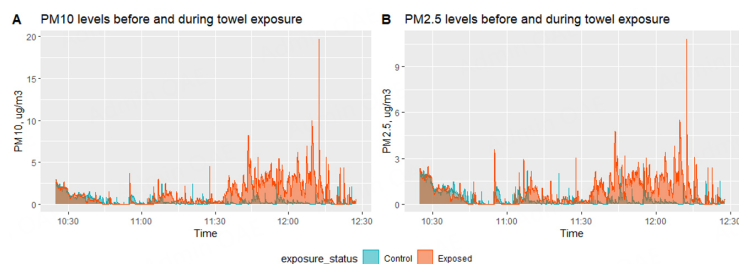 A PM10 levels before and during towel exposure
20
15
10
5
0
PM10, ug/m3
10:30 11:00 11:30 12:00 12:30
Time
B PM2.5 levels before and during towel exposure
9
6
3
0
PM2.5, ug/m3
10:30 11:00 11:30 12:00 12:30
Time
exposure_status Control Exposed